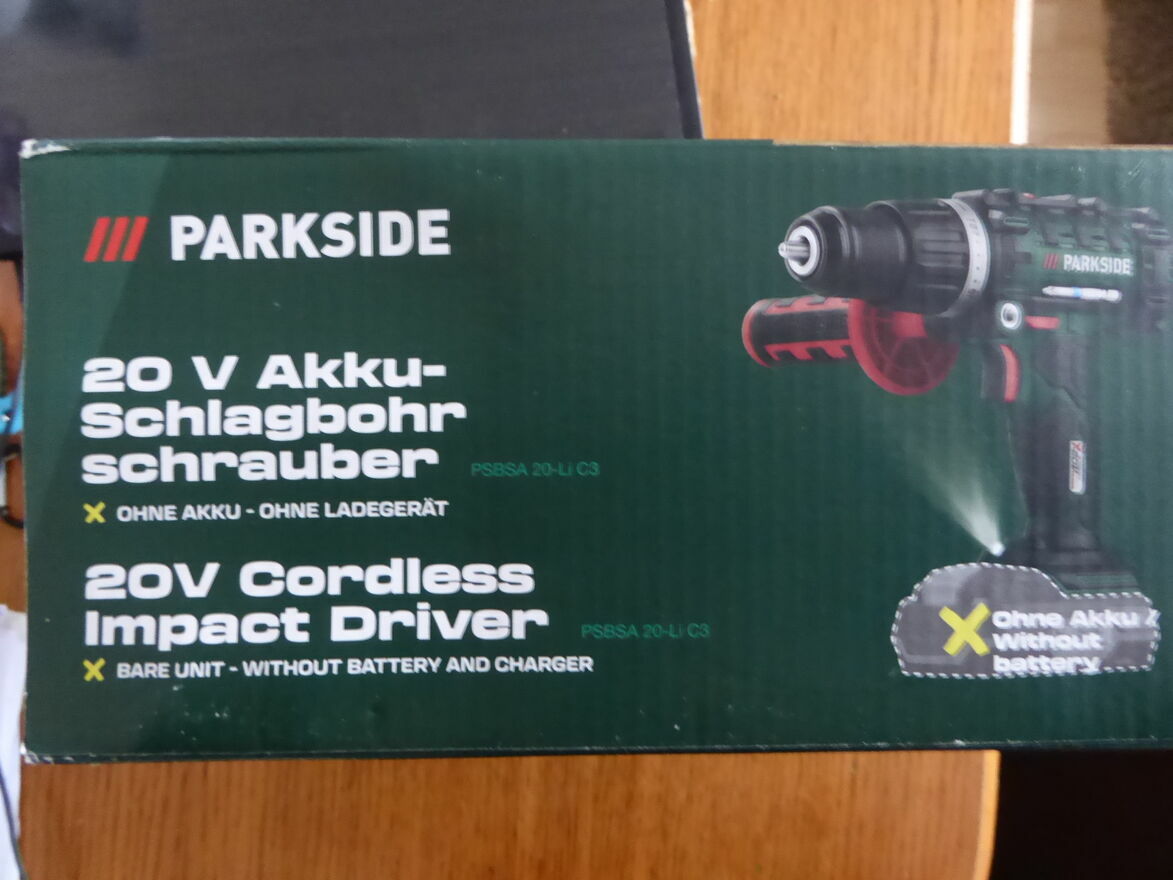 PARKSIDE
20 V Akku-
Schlagbohr
schrauber PSBSA 20-Li C3
OHNE AKKU - OHNE LADEGERÄT
20V Cordless
Impact Driver PSBSA 20-Li C3
BARE UNIT - WITHOUT BATTERY AND CHARGER
PARKSIDE
Ohne Akku /
Without
battery